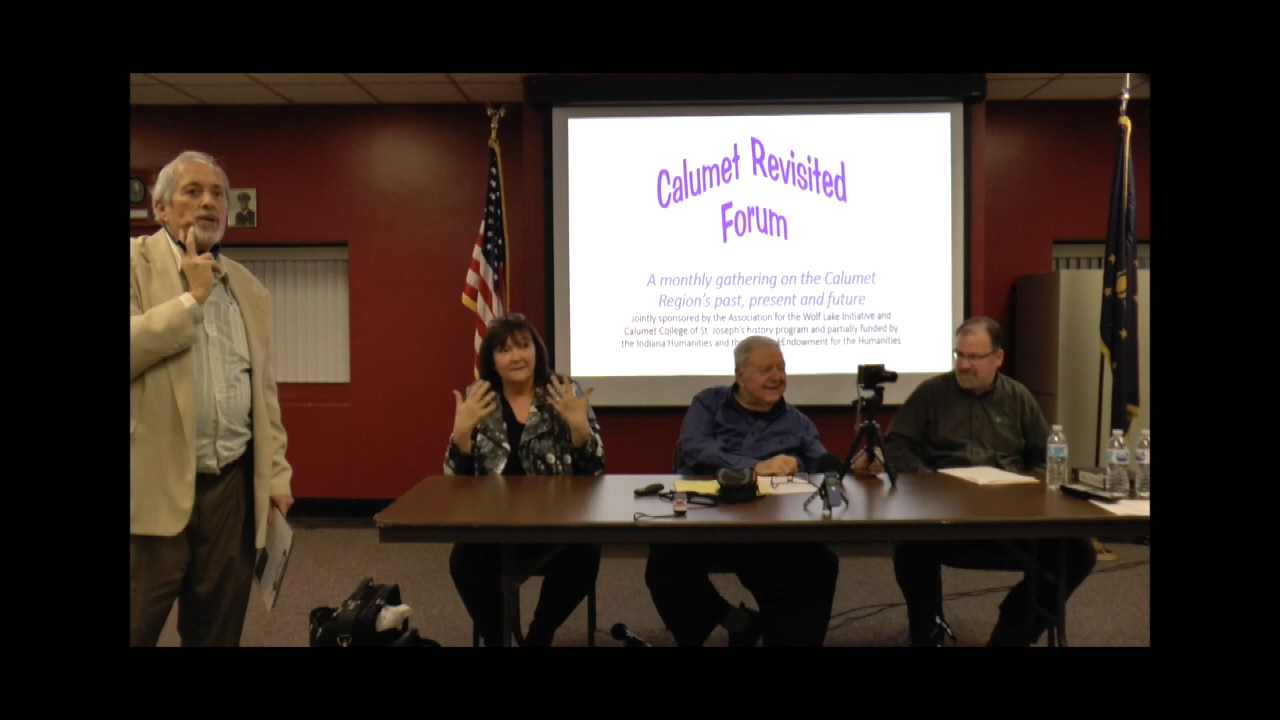 Calumet Revisited
Forum
A monthly gathering on the Calumet
Region's past, present and future
Jointly sponsored by the Association for the Wolf Lake Initiative and
Calumet College of St. Joseph's history program and partially funded by
the Indiana Humanities and the Endowment for the Humanities